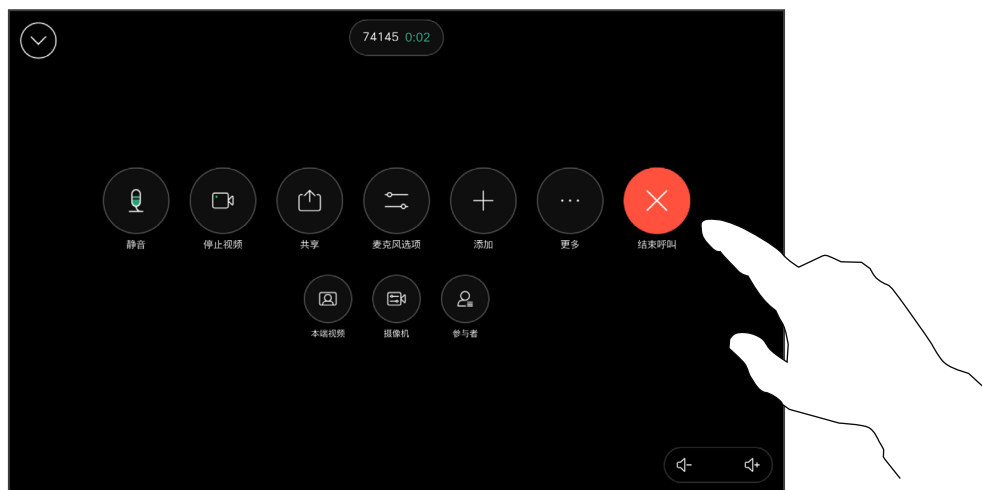 74145 0:02
静音
停止视频
共享
麦克风选项
添加
更多
结束呼叫
本端视频
摄像机
参与者